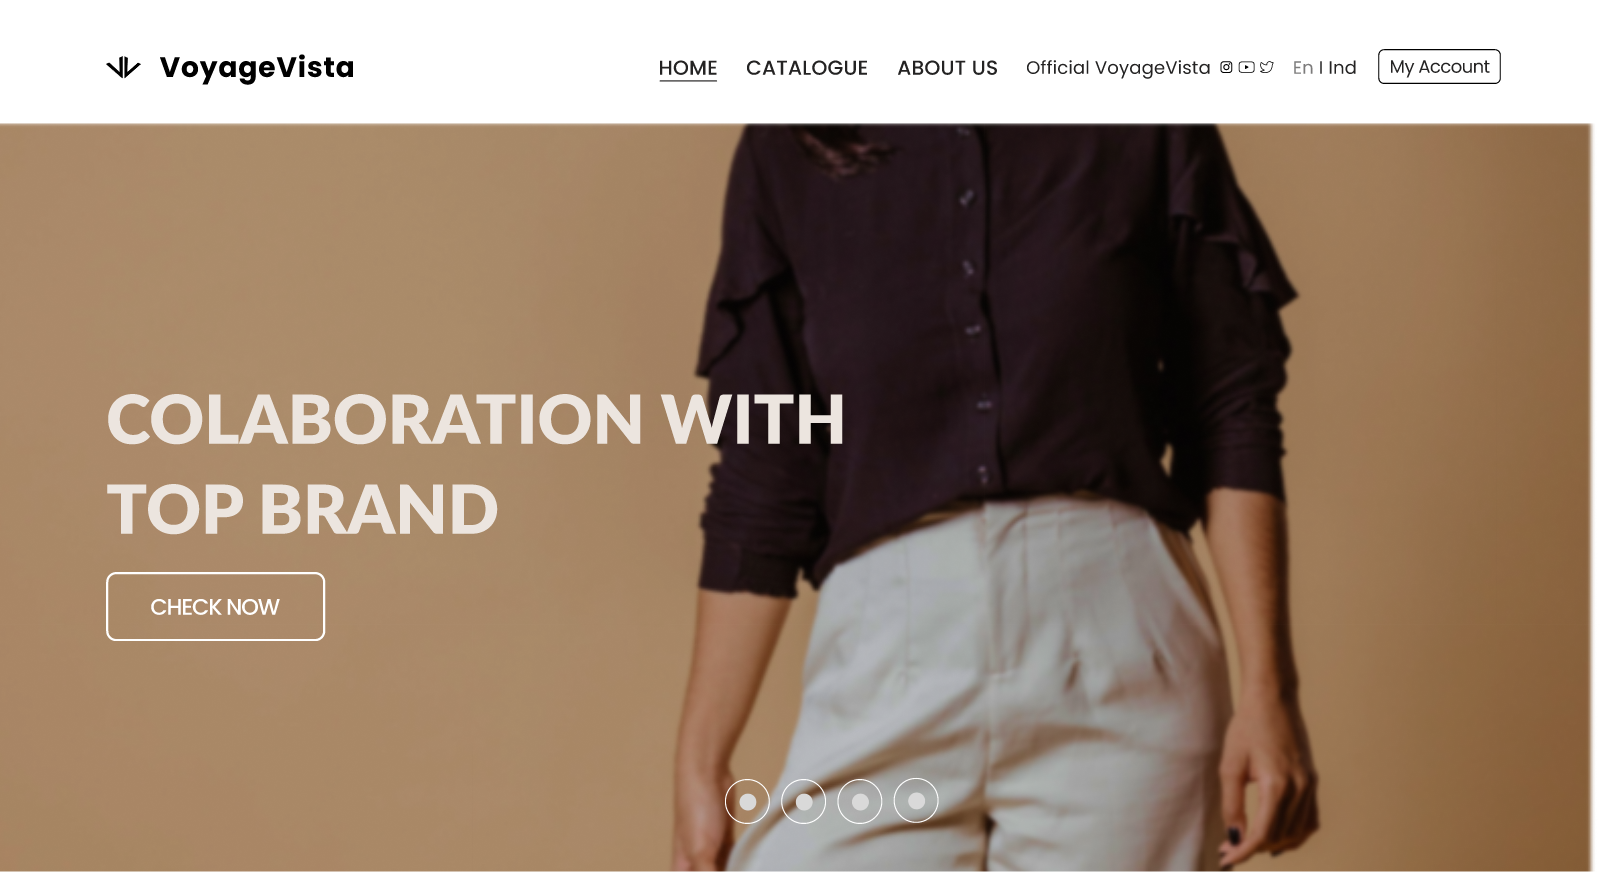 VoyageVista
HOME CATALOGUE ABOUT US Official VoyageVista En I Ind My Account
COLABORATION WITH
TOP BRAND
CHECK NOW